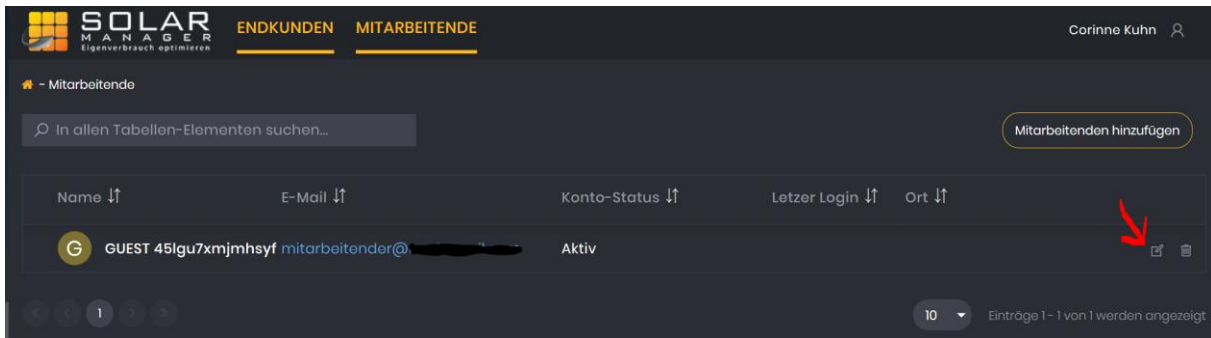 SOLAR
MANAGER
Eigenverbrauch optimieren
ENDKUNDEN MITARBEITENDE
Corinne Kuhn
- Mitarbeitende
In allen Tabellen-Elementen suchen...
Mitarbeitenden hinzufügen
Name E-Mail Konto-Status Letzer Login Ort
G GUEST 45lgu7xmjmhsyf mitarbeitender@ Aktiv
1 10 Einträge 1 - 1 von 1 werden angezeigt